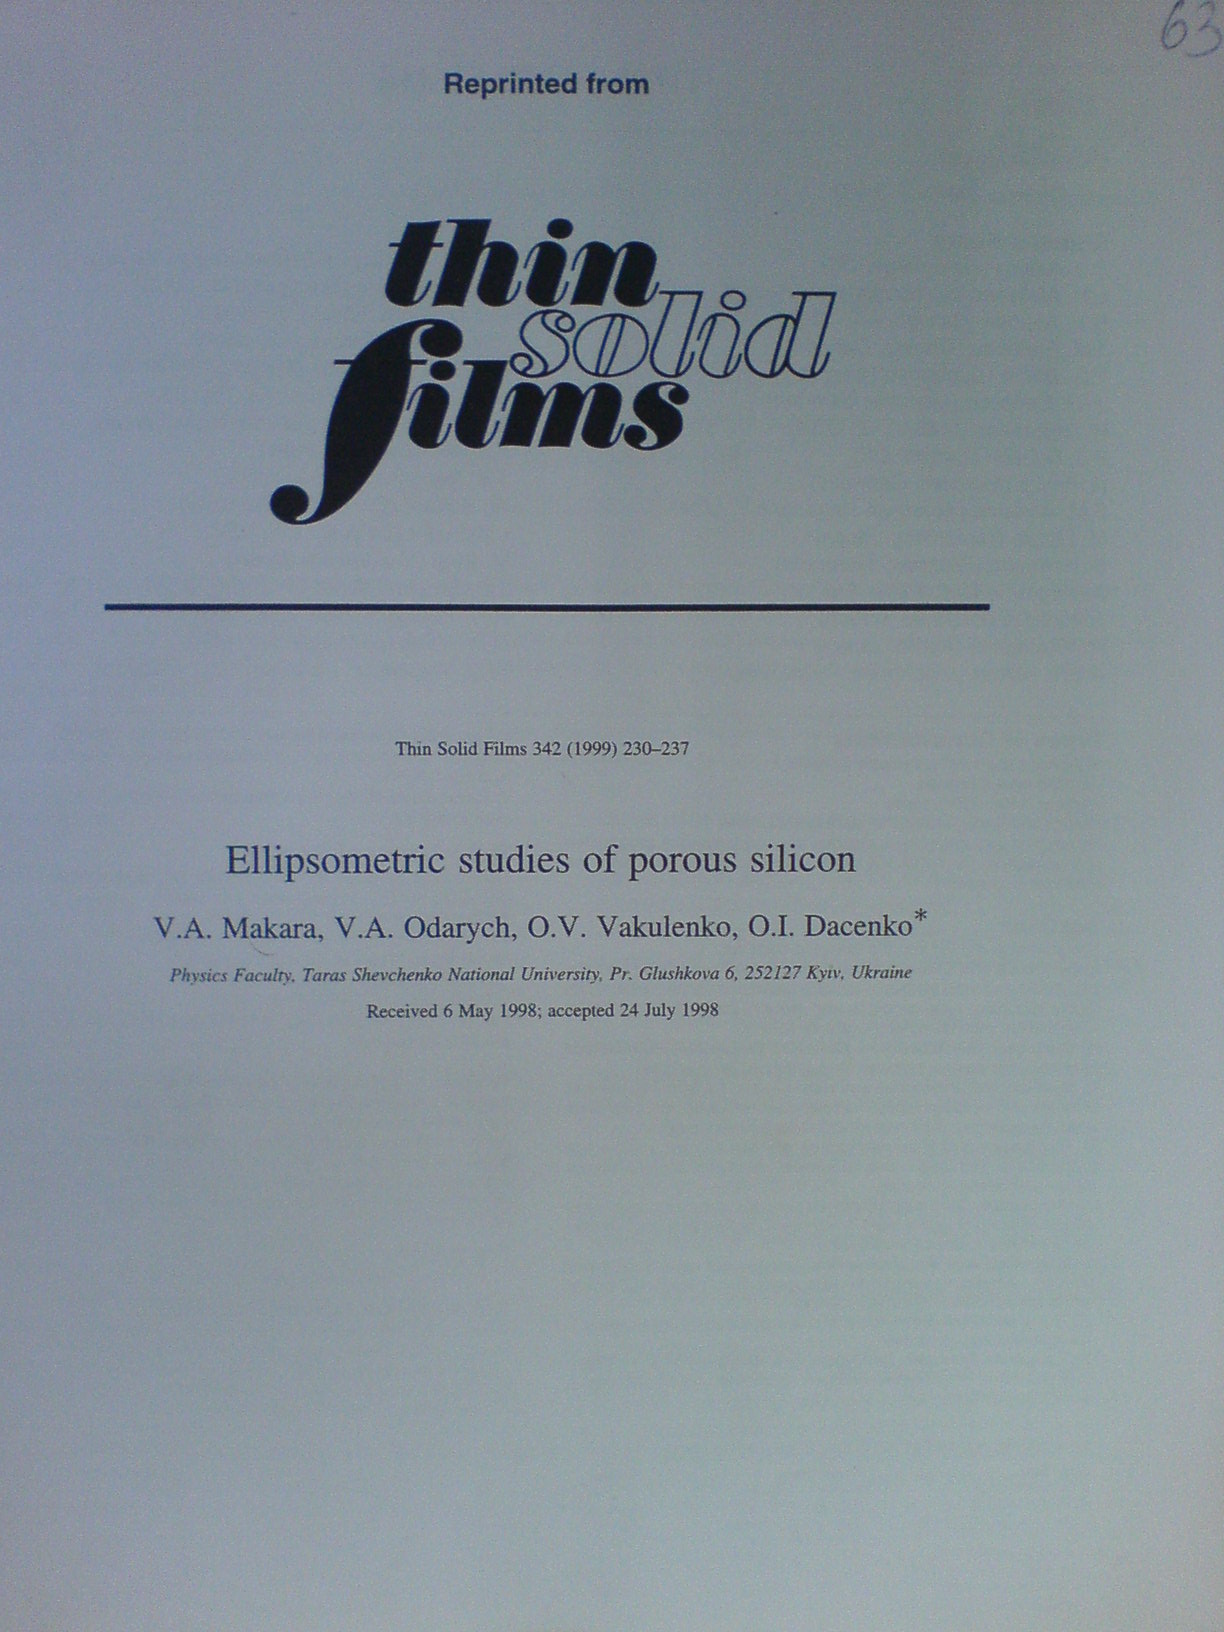 63
Reprinted from
thin
solid
films
Thin Solid Films 342 (1999) 230–237
Ellipsometric studies of porous silicon
V.A. Makara, V.A. Odarych, O.V. Vakulenko, O.I. Dacenko*
Physics Faculty, Taras Shevchenko National University, Pr. Glushkova 6, 252127 Kyiv, Ukraine
Received 6 May 1998; accepted 24 July 1998